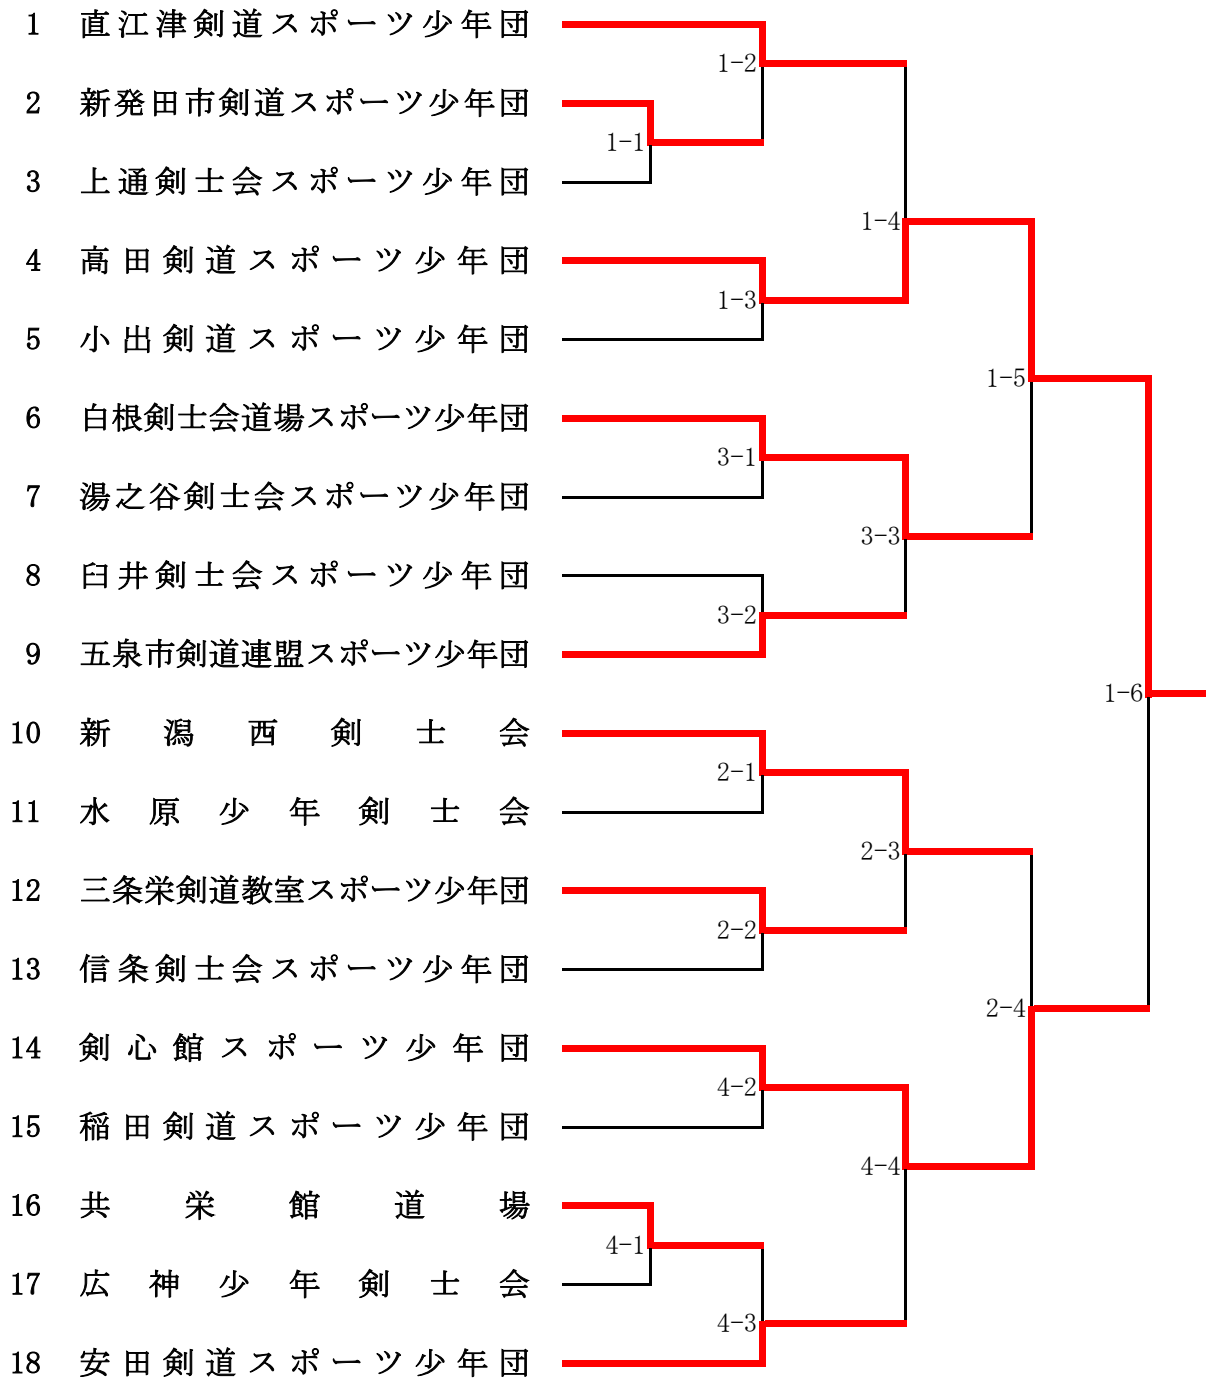 1 直江津剣道スポーツ少年団
1-2
2 新発田市剣道スポーツ少年団
1-1
3 上通剣士会スポーツ少年団
1-4
4 高田剣道スポーツ少年団
1-3
5 小出剣道スポーツ少年団
1-5
6 白根剣士会道場スポーツ少年団
3-1
7 湯之谷剣士会スポーツ少年団
3-3
8 臼井剣士会スポーツ少年団
3-2
9 五泉市剣道連盟スポーツ少年団
1-6
10 新潟西剣士会
2-1
11 水原少年剣士会
2-3
12 三条栄剣道教室スポーツ少年団
2-2
13 信条剣士会スポーツ少年団
2-4
14 剣心館スポーツ少年団
4-2
15 稲田剣道スポーツ少年団
4-4
16 共栄館道場
4-1
17 広神少年剣士会
4-3
18 安田剣道スポーツ少年団